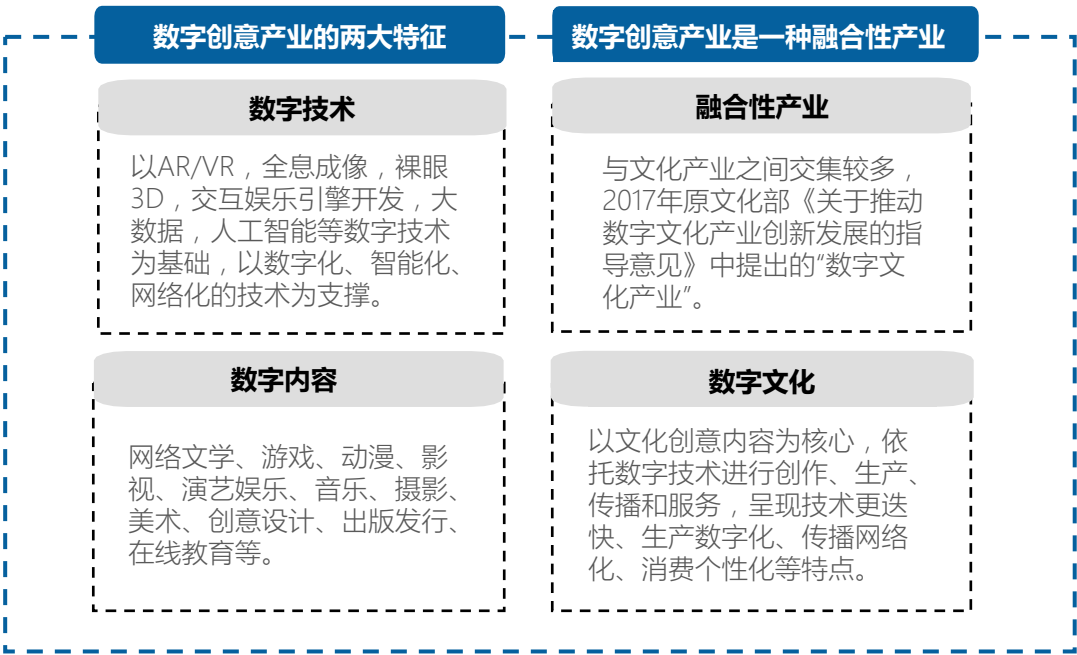 数字创意产业的两大特征
数字技术
以AR/VR，全息成像，裸眼
3D，交互娱乐引擎开发，大
数据，人工智能等数字技术
为基础，以数字化、智能化、
网络化的技术为支撑。
数字内容
网络文学、游戏、动漫、影
视、演艺娱乐、音乐、摄影、
美术、创意设计、出版发行、
在线教育等。
数字创意产业是一种融合性产业
融合性产业
与文化产业之间交集较多，
2017年原文化部《关于推动
数字文化产业创新发展的指
导意见》中提出的“数字文
化产业”。
数字文化
以文化创意内容为核心，依
托数字技术进行创作、生产、
传播和服务，呈现技术更迭
快、生产数字化、传播网络
化、消费个性化等特点。